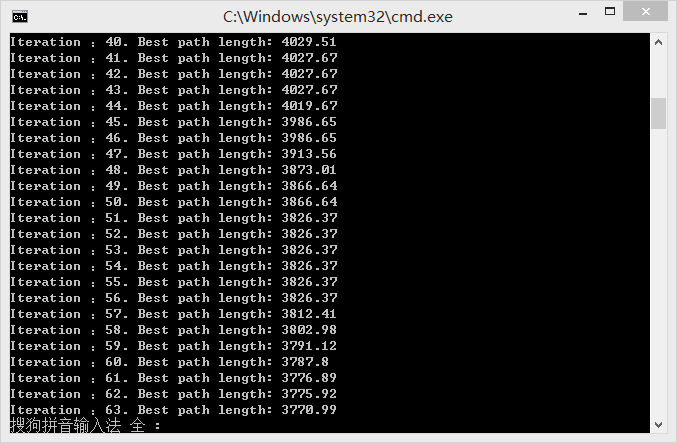 C:\Windows\system32\cmd.exe
Iteration : 40. Best path length: 4029.51
Iteration : 41. Best path length: 4027.67
Iteration : 42. Best path length: 4027.67
Iteration : 43. Best path length: 4027.67
Iteration : 44. Best path length: 4019.67
Iteration : 45. Best path length: 3986.65
Iteration : 46. Best path length: 3986.65
Iteration : 47. Best path length: 3913.56
Iteration : 48. Best path length: 3873.01
Iteration : 49. Best path length: 3866.64
Iteration : 50. Best path length: 3866.64
Iteration : 51. Best path length: 3826.37
Iteration : 52. Best path length: 3826.37
Iteration : 53. Best path length: 3826.37
Iteration : 54. Best path length: 3826.37
Iteration : 55. Best path length: 3826.37
Iteration : 56. Best path length: 3826.37
Iteration : 57. Best path length: 3812.41
Iteration : 58. Best path length: 3802.98
Iteration : 59. Best path length: 3791.12
Iteration : 60. Best path length: 3787.8
Iteration : 61. Best path length: 3776.89
Iteration : 62. Best path length: 3775.92
Iteration : 63. Best path length: 3770.99
搜狗拼音输入法 全 :